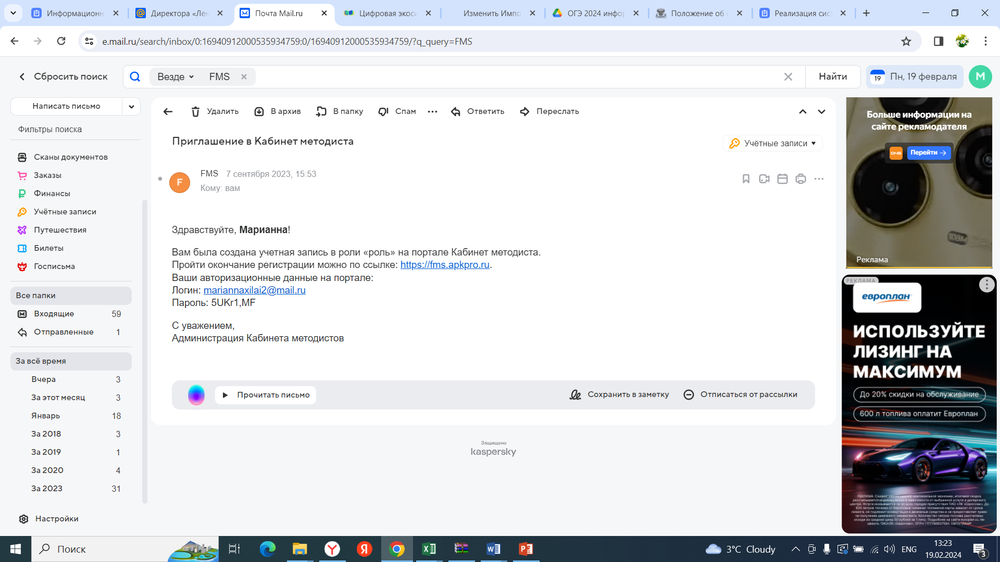 Информационн
Директора «Лен
Почта Mail.ru
Цифровая экоси
Изменить Импо
ОГЭ 2024 инфор
Положение об
Реализация сис
e.mail.ru/search/inbox/0:16940912000535934759:0/16940912000535934759/?q_query=FMS
Сбросить поиск
Везде
FMS
Найти
19
Пн, 19 февраля
М
Написать письмо
Удалить
В архив
В папку
Спам
Ответить
Переслать
Фильтры поиска
Сканы документов
Заказы
Финансы
Учётные записи
Путешествия
Билеты
Госписьма
Все папки
Входящие 59
Отправленные 1
За всё время
Вчера 3
За этот месяц 3
Январь 18
За 2018 3
За 2019 1
За 2020 4
За 2023 31
Настройки
Приглашение в Кабинет методиста
Учётные записи
F
FMS 7 сентября 2023, 15:53
Кому: вам
Здравствуйте, Марианна!
Вам была создана учетная запись в роли «роль» на портале Кабинет методиста.
Пройти окончание регистрации можно по ссылке: https://fms.apkpro.ru.
Ваши авторизационные данные на портале:
Логин: mariannaxilai2@mail.ru
Пароль: 5UKr1,MF
С уважением,
Администрация Кабинета методистов
Прочитать письмо
Сохранить в заметку
Отписаться от рассылки
Защищено
kaspersky
Больше информации на
сайте рекламодателя
DNS
Перейти →
108M
Реклама
РЕКЛАМА
европлан
ИСПОЛЬЗУЙТЕ
ЛИЗИНГ НА
МАКСИМУМ
До 20% скидки на обслуживание
600 л топлива оплатит Европлан
Поиск
3°C Cloudy
ENG
13:23
19.02.2024
3